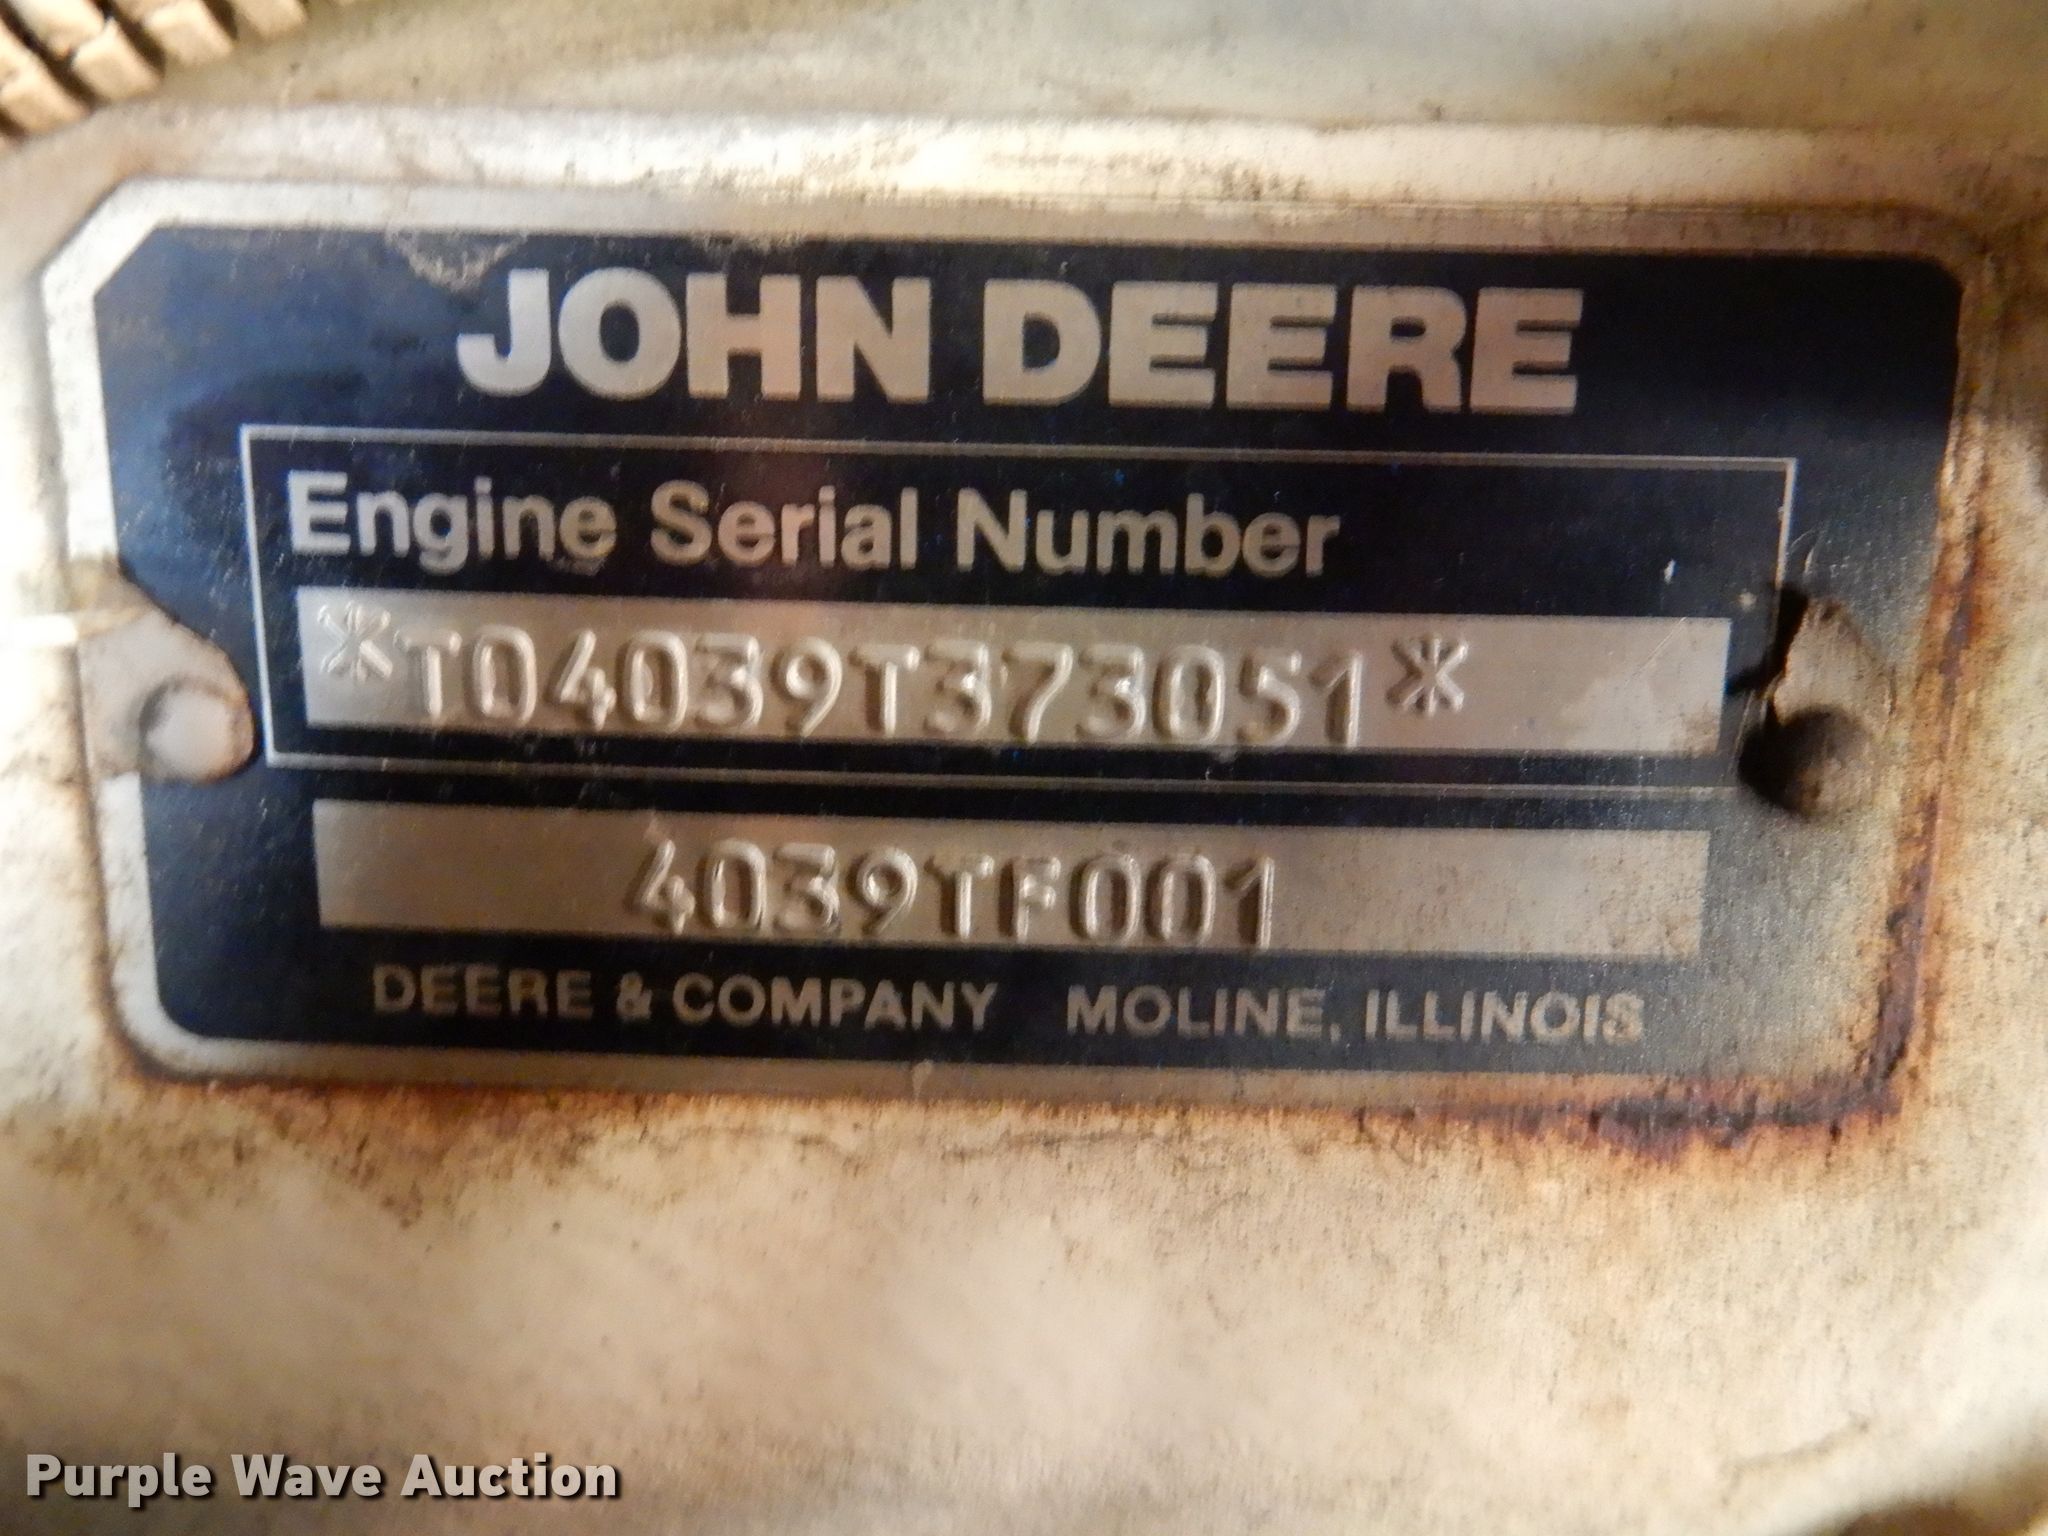 JOHN DEERE
Engine Serial Number
*T04039T373051*
4039TF001
DEERE & COMPANY MOLINE, ILLINOIS
Purple Wave Auction